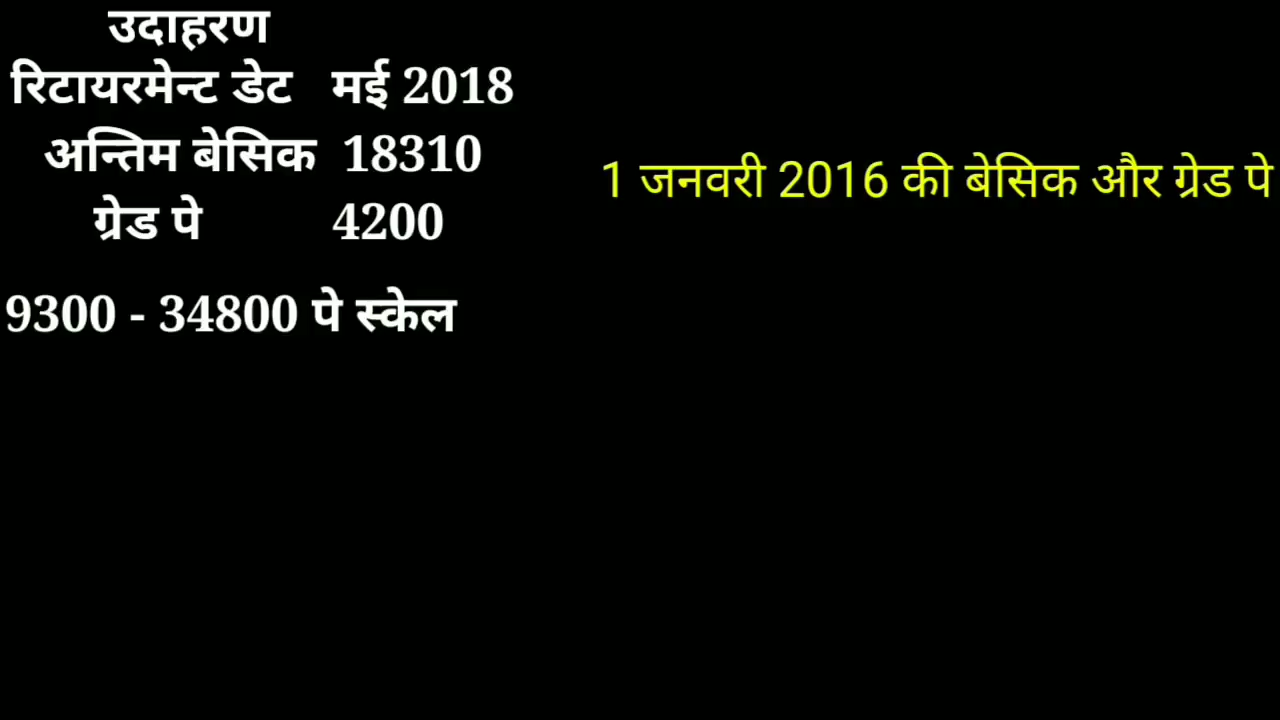 उदाहरण
रिटायरमेन्ट डेट मई 2018
अन्तिम बेसिक 18310
ग्रेड पे 4200
9300 - 34800 पे स्केल
1 जनवरी 2016 की बेसिक और ग्रेड पे